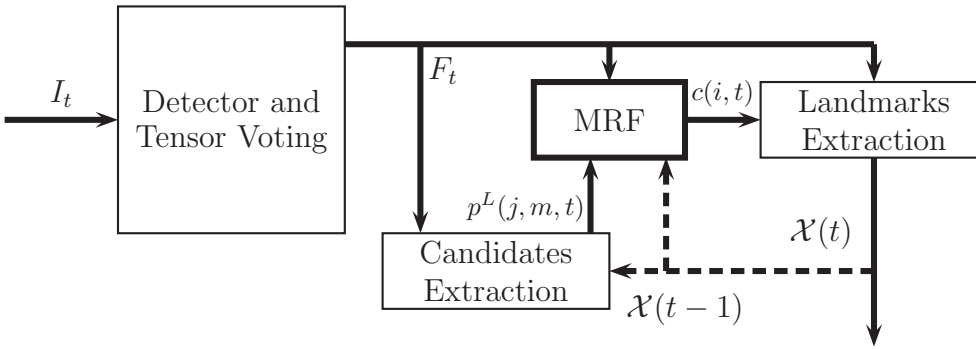 I_t
Detector and
Tensor Voting
F_t
MRF
c(i, t)
Landmarks
Extraction
p^L(j, m, t)
Candidates
Extraction
𝒳(t)
𝒳(t − 1)